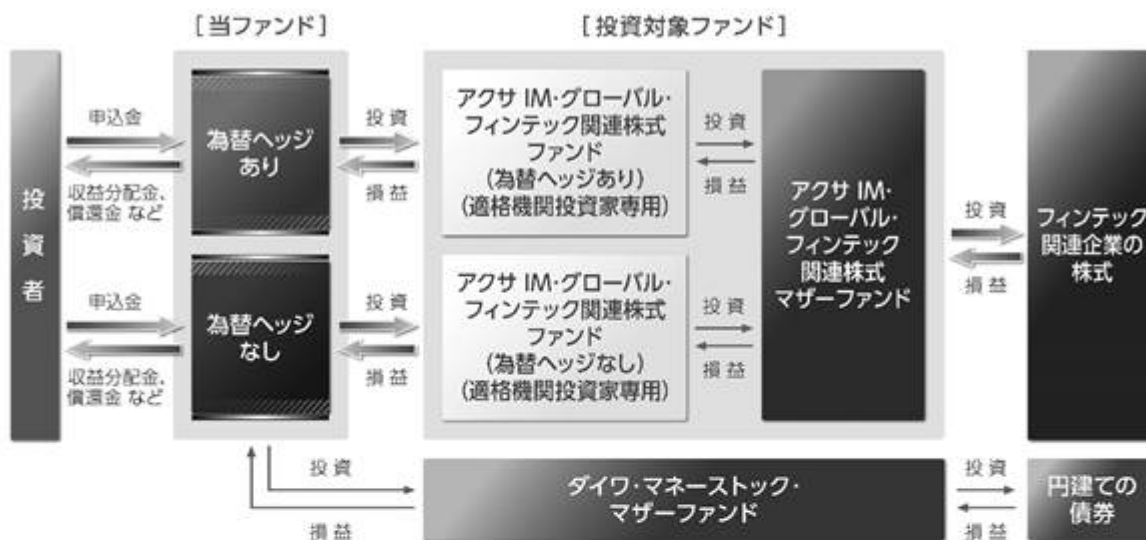 [当ファンド]
[投資対象ファンド]
投資者
申込金
収益分配金、
償還金 など
為替ヘッジ
あり
投資
損益
アクサ IM・グローバル・
フィンテック関連株式
ファンド
(為替ヘッジあり)
(適格機関投資家専用)
投資
損益
申込金
収益分配金、
償還金 など
為替ヘッジ
なし
投資
損益
アクサ IM・グローバル・
フィンテック関連株式
ファンド
(為替ヘッジなし)
(適格機関投資家専用)
投資
損益
アクサ IM・
グローバル・
フィンテック
関連株式
マザーファンド
投資
損益
フィンテック
関連企業の
株式
投資
損益
ダイワ・マネーストック・
マザーファンド
投資
損益
円建ての
債券